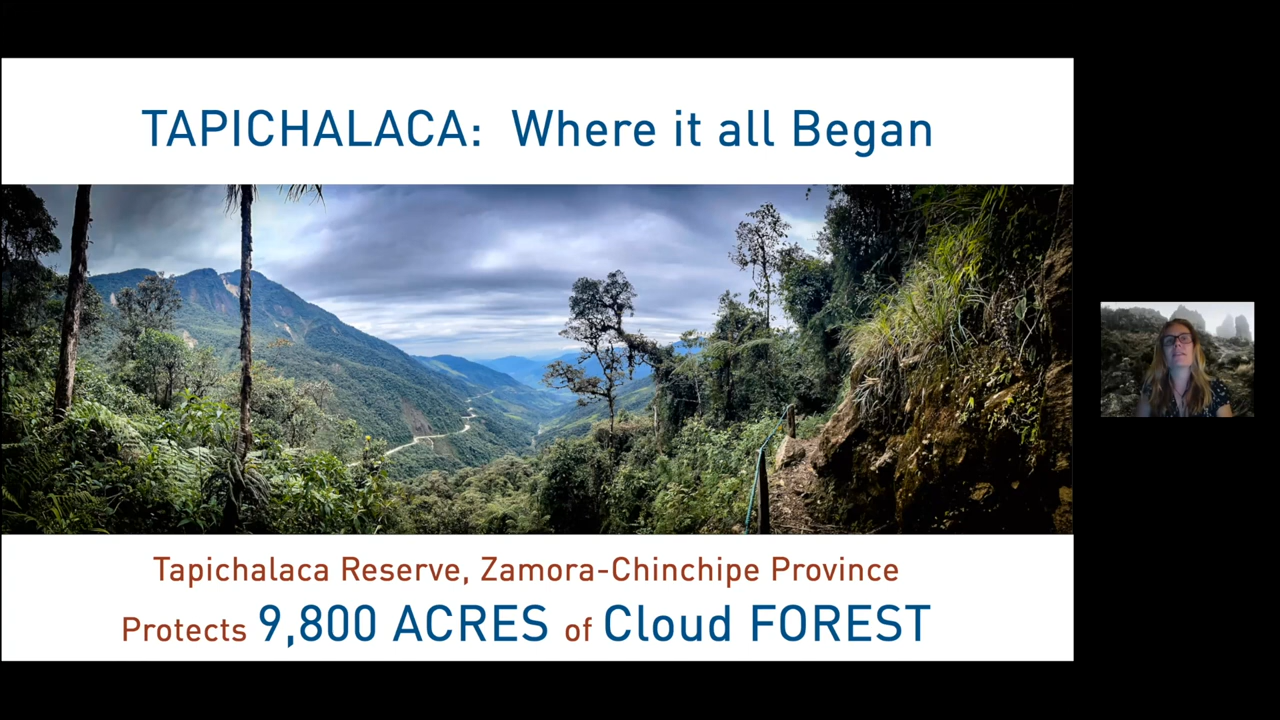 TAPICHALACA: Where it all Began
Tapichalaca Reserve, Zamora-Chinchipe Province
Protects 9,800 ACRES of Cloud FOREST